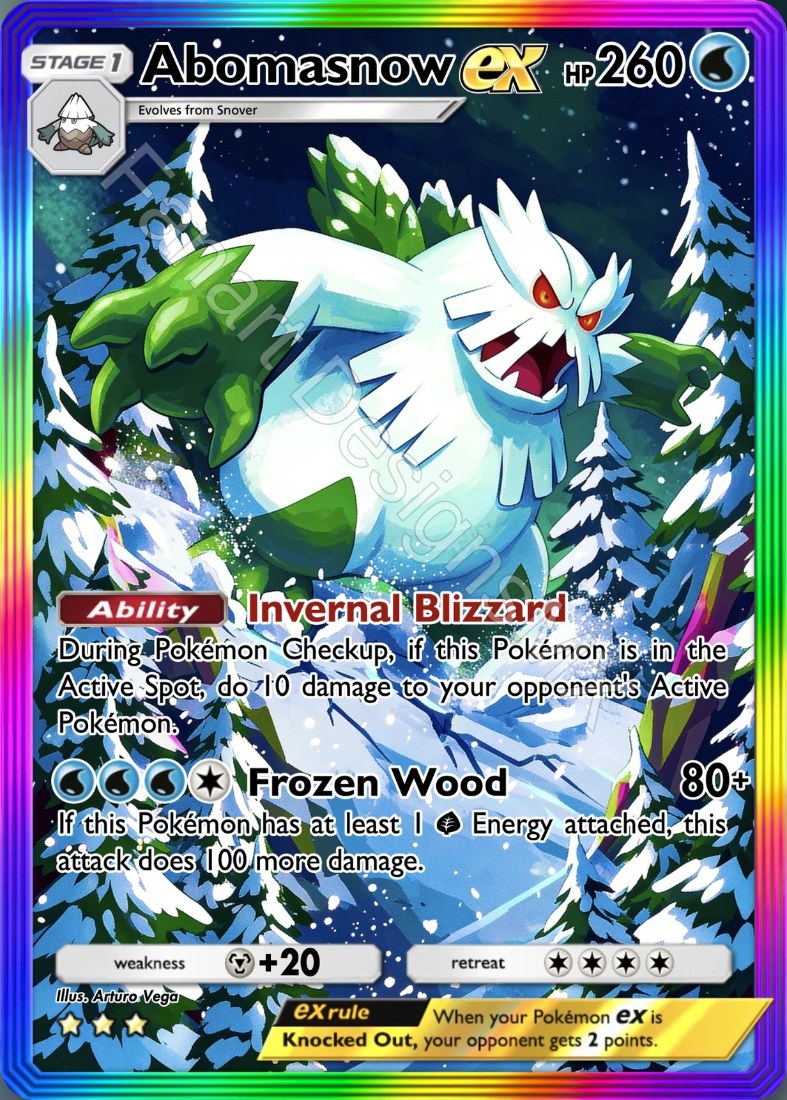 STAGE 1
Abomasnow ex HP 260
Evolves from Snover
Fanart Designs
Ability Invernal Blizzard
During Pokémon Checkup, if this Pokémon is in the
Active Spot, do 10 damage to your opponent's Active
Pokémon.
Frozen Wood 80+
If this Pokémon has at least 1 Energy attached, this
attack does 100 more damage.
weakness +20
retreat
Illus. Arturo Vega
ex rule
When your Pokémon ex is
Knocked Out, your opponent gets 2 points.